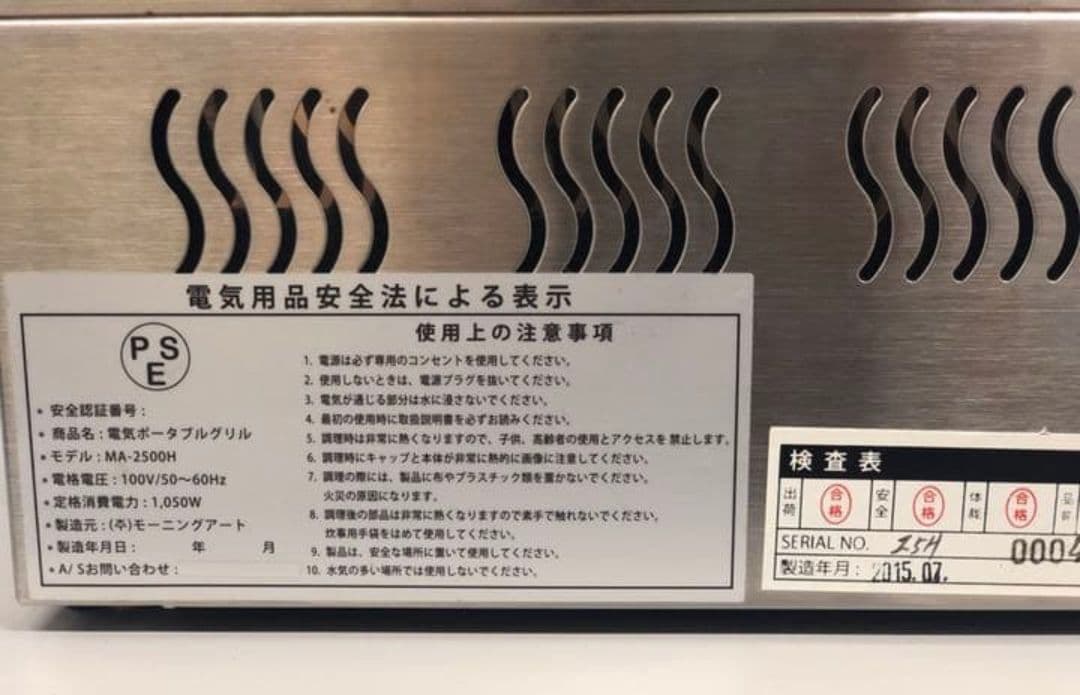 電気用品安全法による表示
PSE
• 安全認証番号 :
• 商品名 : 電気ポータブルグリル
• モデル : MA-2500H
• 電格電圧 : 100V/50〜60Hz
• 定格消費電力 : 1,050W
• 製造元 : (주)モーニングアート
• 製造年月日 : 年 月
• A/Sお問い合わせ :
使用上の注意事項
1. 電源は必ず専用のコンセントを使用してください。
2. 使用しないときは、電源プラグを抜いてください。
3. 電気が通じる部分は水に浸さないでください。
4. 最初の使用時に取扱説明書を必ずお読みください。
5. 調理時は非常に熱くなりますので、子供、高齢者の使用とアクセスを 禁止します。
6. 調理時にキャップと本体が非常に熱的に画像に注意してください。
7. 調理の際には、製品に布やプラスチック類を置かないでください。
火災の原因になります。
8. 調理後の部品は非常に熱くなりますので素手で触れないでください。
炊事用手袋をはめて使用してください。
9. 製品は、安全な場所に置いて使用してください。
10. 水気の多い場所では使用しないでください。
検査表
出荷 合格 安全 合格 合格
SERIAL NO. 0004
製造年月 : 2015.07.